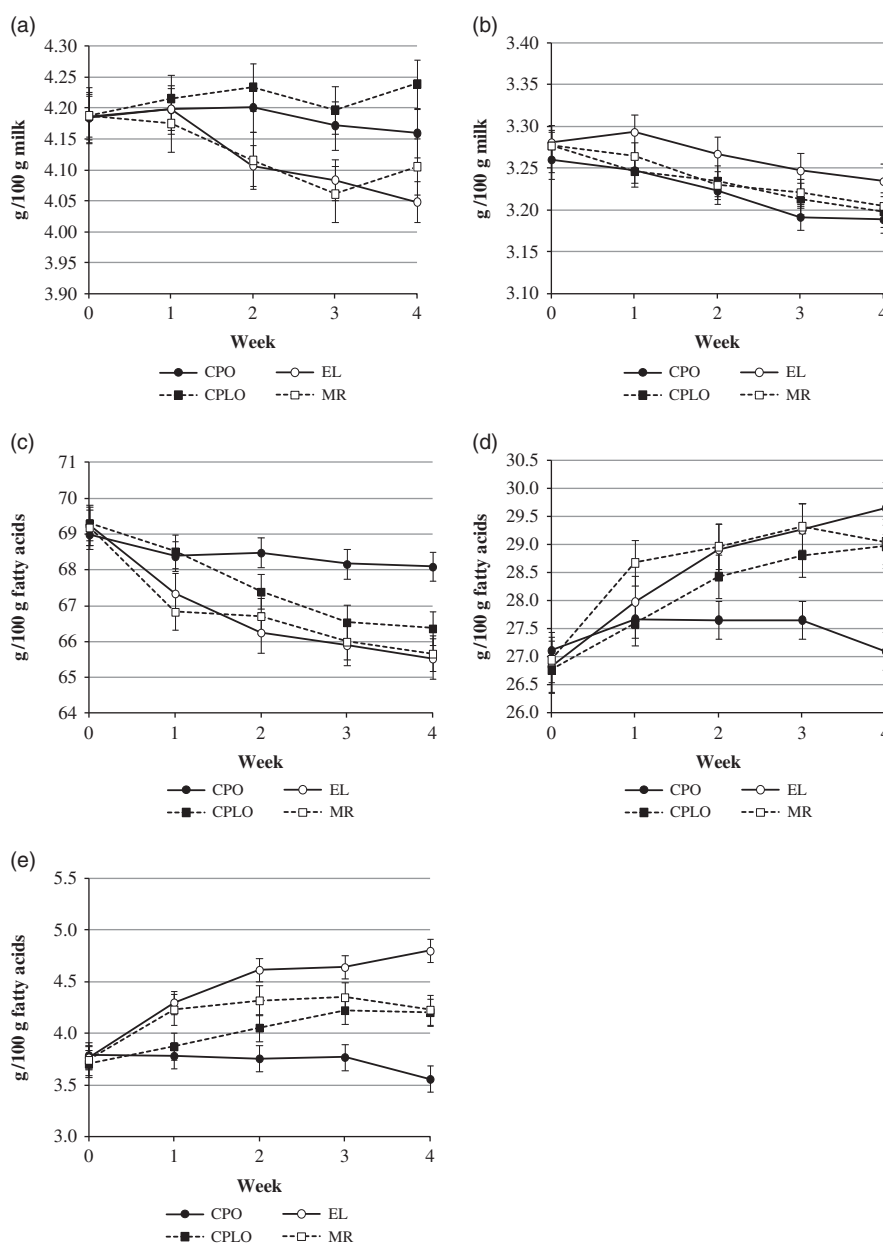 (a)
g/100 g milk
4.30
4.25
4.20
4.15
4.10
4.05
4.00
3.95
3.90
0 1 2 3 4
Week
CPO EL
CPLO MR
(b)
g/100 g milk
3.40
3.30
3.20
3.10
0 1 2 3 4
Week
CPO EL
CPLO MR
(c)
g/100 g fatty acids
71
70
69
68
67
66
65
64
0 1 2 3 4
Week
CPO EL
CPLO MR
(d)
g/100 g fatty acids
30.5
30.0
29.5
29.0
28.5
28.0
27.5
27.0
26.5
26.0
0 1 2 3 4
Week
CPO EL
CPLO MR
(e)
g/100 g fatty acids
5.5
5.0
4.5
4.0
3.5
3.0
0 1 2 3 4
Week
CPO EL
CPLO MR